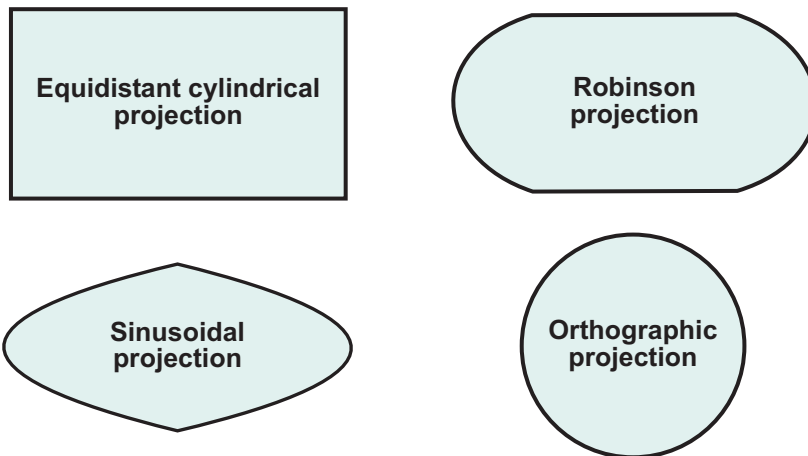 Equidistant cylindrical
projection
Robinson
projection
Sinusoidal
projection
Orthographic
projection